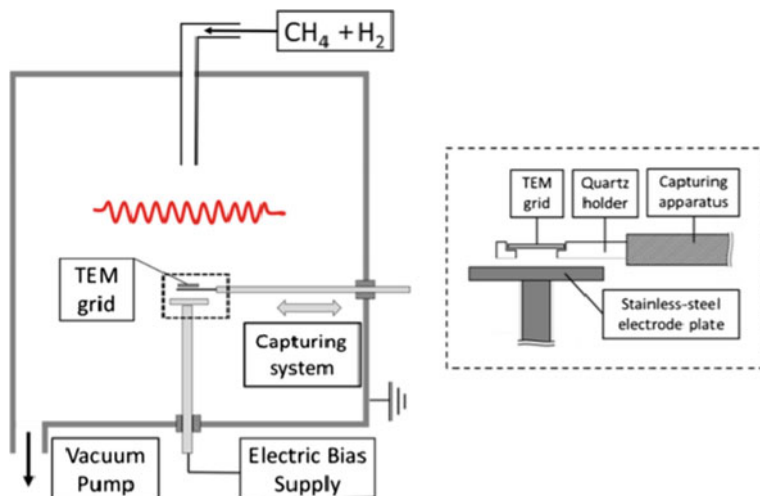 CH₄ + H₂
TEM
grid
Capturing
system
Vacuum
Pump
Electric Bias
Supply
TEM
grid
Quartz
holder
Capturing
apparatus
Stainless-steel
electrode plate